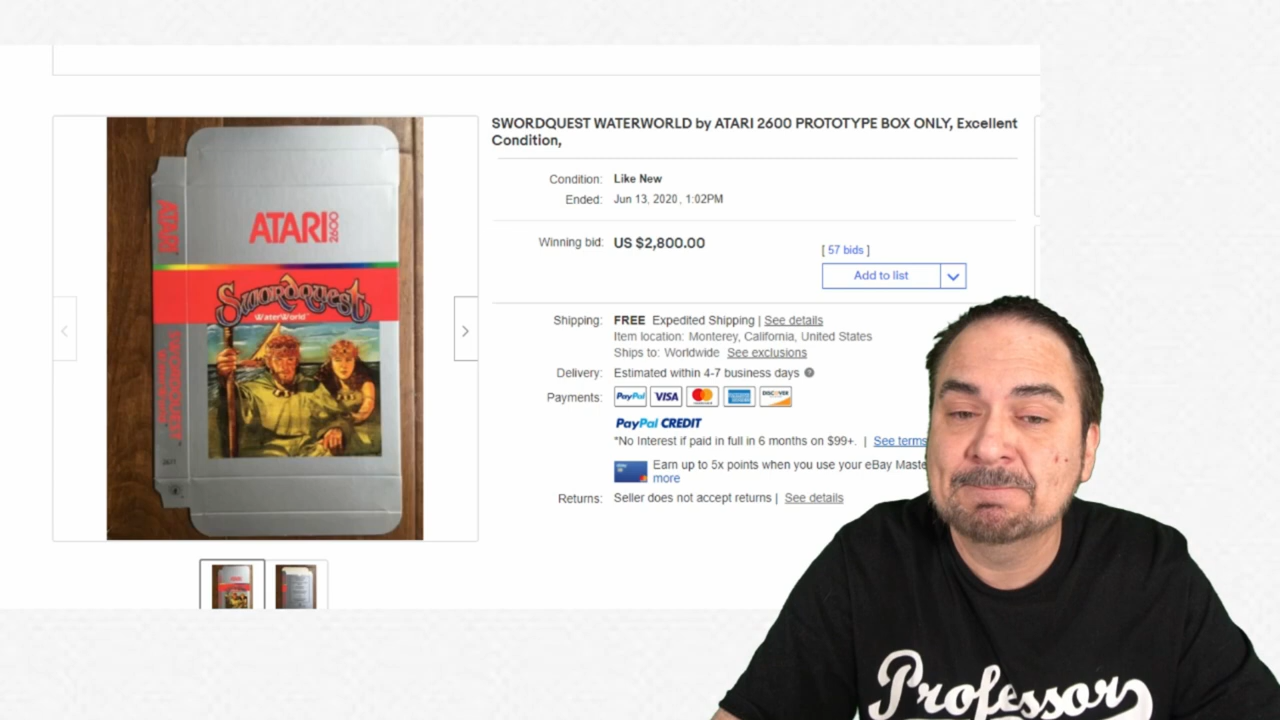 SWORDQUEST WATERWORLD by ATARI 2600 PROTOTYPE BOX ONLY, Excellent
Condition,
Condition: Like New
Ended: Jun 13, 2020 , 1:02PM
Winning bid: US $2,800.00
[ 57 bids ]
Add to list
Shipping: FREE Expedited Shipping | See details
Item location: Monterey, California, United States
Ships to: Worldwide See exclusions
Delivery: Estimated within 4-7 business days
Payments: PayPal VISA DISCOVER
PayPal CREDIT
*No Interest if paid in full in 6 months on $99+. | See terms
Earn up to 5x points when you use your eBay Maste
more
Returns: Seller does not accept returns | See details
ATARI 2600
Swordquest
WaterWorld
ATARI
SWORDQUEST
WATERWORLD
Professor